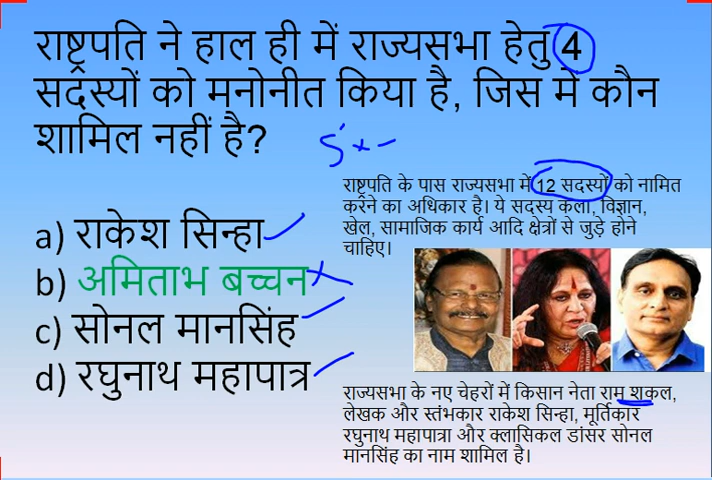 राष्ट्रपति ने हाल ही में राज्यसभा हेतु 4
सदस्यों को मनोनीत किया है, जिस में कौन
शामिल नहीं है?
राष्ट्रपति के पास राज्यसभा में 12 सदस्यों को नामित
करने का अधिकार है। ये सदस्य कला, विज्ञान,
खेल, सामाजिक कार्य आदि क्षेत्रों से जुड़े होने
चाहिए।
a) राकेश सिन्हा
b) अमिताभ बच्चन
c) सोनल मानसिंह
d) रघुनाथ महापात्र
राज्यसभा के नए चेहरों में किसान नेता राम शकल,
लेखक और स्तंभकार राकेश सिन्हा, मूर्तिकार
रघुनाथ महापात्रा और क्लासिकल डांसर सोनल
मानसिंह का नाम शामिल है।